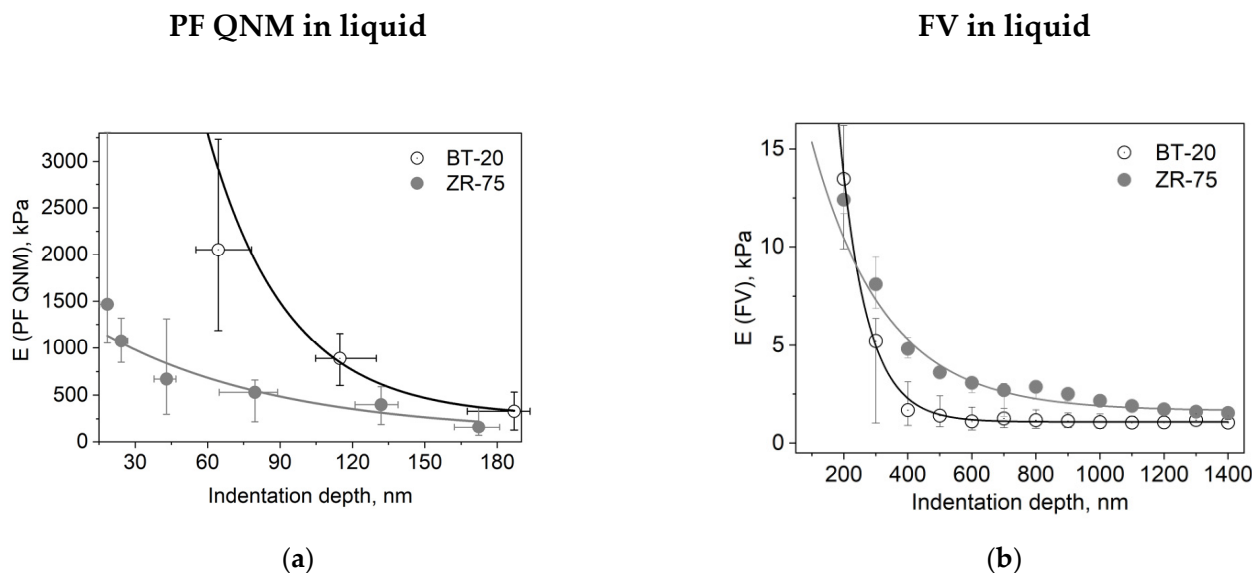 PF QNM in liquid
FV in liquid
E (PF QNM), kPa
3000
2500
2000
1500
1000
500
0
BT-20
ZR-75
30 60 90 120 150 180
Indentation depth, nm
(a)
E (FV), kPa
15
10
5
0
BT-20
ZR-75
200 400 600 800 1000 1200 1400
Indentation depth, nm
(b)